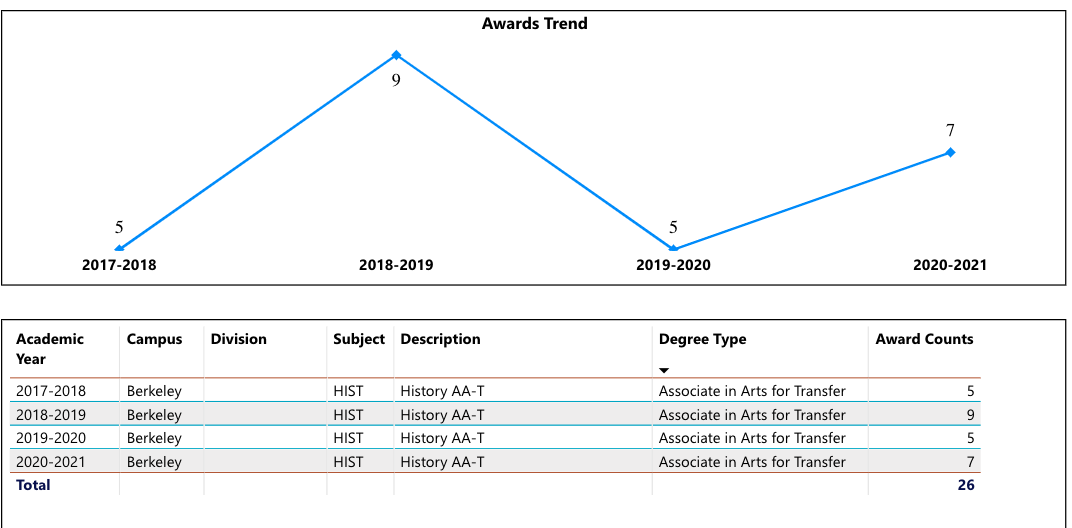 Awards Trend
9
7
5
5
2017-2018 2018-2019 2019-2020 2020-2021
Academic Year Campus Division Subject Description Degree Type Award Counts
2017-2018 Berkeley HIST History AA-T Associate in Arts for Transfer 5
2018-2019 Berkeley HIST History AA-T Associate in Arts for Transfer 9
2019-2020 Berkeley HIST History AA-T Associate in Arts for Transfer 5
2020-2021 Berkeley HIST History AA-T Associate in Arts for Transfer 7
Total 26